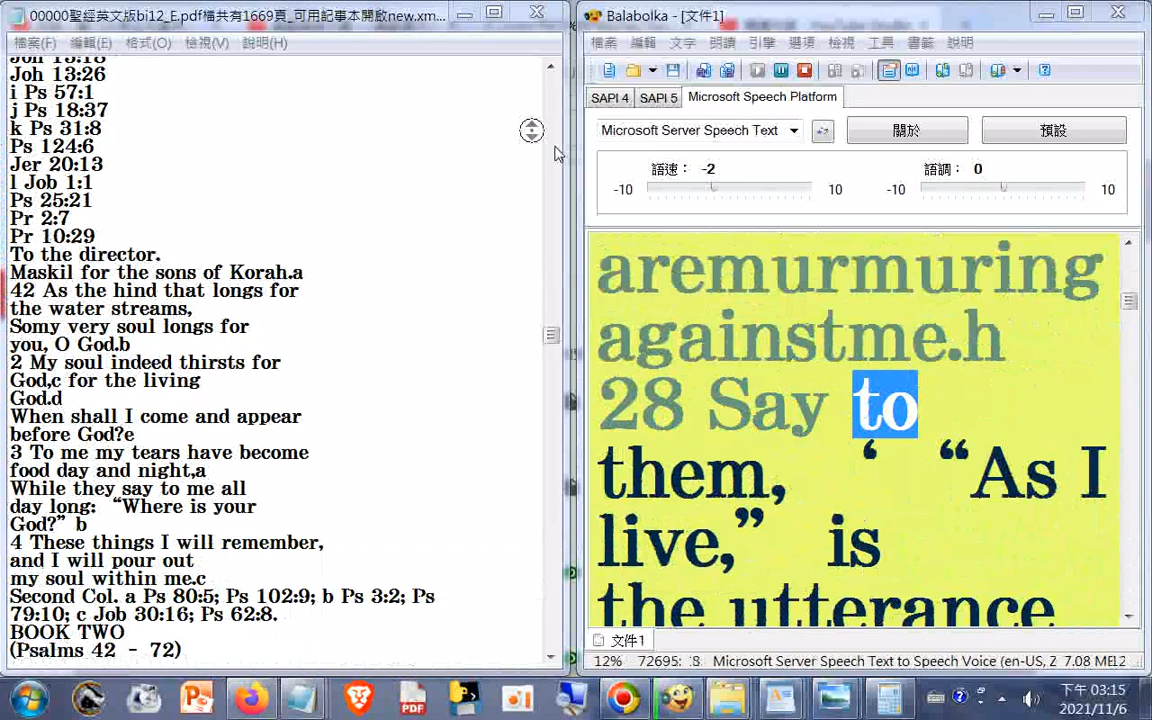 00000聖經英文版bi12_E.pdf檔共有1669頁_可用記事本開啟new.xm...
檔案(F) 編輯(E) 格式(O) 檢視(V) 說明(H)
Joh 13:18
Joh 13:26
i Ps 57:1
j Ps 18:37
k Ps 31:8
Ps 124:6
Jer 20:13
l Job 1:1
Ps 25:21
Pr 2:7
Pr 10:29
To the director.
Maskil for the sons of Korah.a
42 As the hind that longs for
the water streams,
Somy very soul longs for
you, O God.b
2 My soul indeed thirsts for
God,c for the living
God.d
When shall I come and appear
before God?e
3 To me my tears have become
food day and night,a
While they say to me all
day long: “Where is your
God?” b
4 These things I will remember,
and I will pour out
my soul within me.c
Second Col. a Ps 80:5; Ps 102:9; b Ps 3:2; Ps
79:10; c Job 30:16; Ps 62:8.
BOOK TWO
(Psalms 42 - 72)
Balabolka - [文件1]
檔案 編輯 文字 朗讀 引擎 選項 檢視 工具 書籤 說明
SAPI 4 SAPI 5 Microsoft Speech Platform
Microsoft Server Speech Text 關於 預設
語速： -2 語調： 0
-10 10 -10 10
aremurmuring
againstme.h
28 Say to
them, ‘ “As I
live,” is
the utterance
文件1
12% 72695: Microsoft Server Speech Text to Speech Voice (en-US, Z 7.08 ME12
下午 03:15
2021/11/6